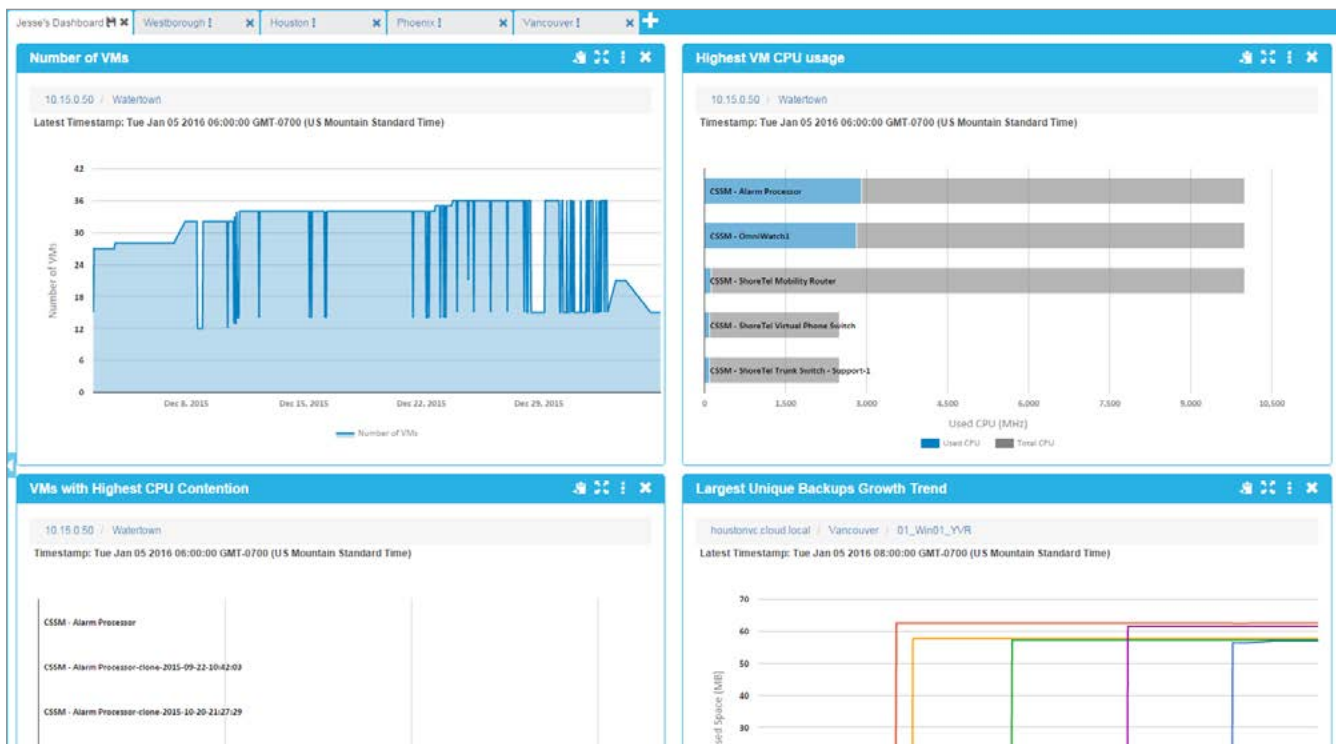 Jesse's Dashboard Westborough ! Houston ! Phoenix ! Vancouver !
Number of VMs
10.15.0.50 / Watertown
Latest Timestamp: Tue Jan 05 2016 06:00:00 GMT-0700 (US Mountain Standard Time)
42
36
30
24
18
12
6
0
Number of VMs
Dec 8, 2015 Dec 15, 2015 Dec 22, 2015 Dec 29, 2015
Number of VMs
Highest VM CPU usage
10.15.0.50 / Watertown
Timestamp: Tue Jan 05 2016 06:00:00 GMT-0700 (US Mountain Standard Time)
CSSM - Alarm Processor
CSSM - OmniWatch1
CSSM - ShoreTel Mobility Router
CSSM - ShoreTel Virtual Phone Switch
CSSM - ShoreTel Trunk Switch - Support-1
0 1,500 3,000 4,500 6,000 7,500 9,000 10,500
Used CPU (MHz)
Used CPU Total CPU
VMs with Highest CPU Contention
10.15.0.50 / Watertown
Timestamp: Tue Jan 05 2016 06:00:00 GMT-0700 (US Mountain Standard Time)
CSSM - Alarm Processor
CSSM - Alarm Processor-clone-2015-09-22-10:42:03
CSSM - Alarm Processor-clone-2015-10-20-21:27:29
Largest Unique Backups Growth Trend
houstonvc.cloud.local / Vancouver / 01_Win01_YVR
Latest Timestamp: Tue Jan 05 2016 08:00:00 GMT-0700 (US Mountain Standard Time)
70
60
50
40
30
Space (MB)